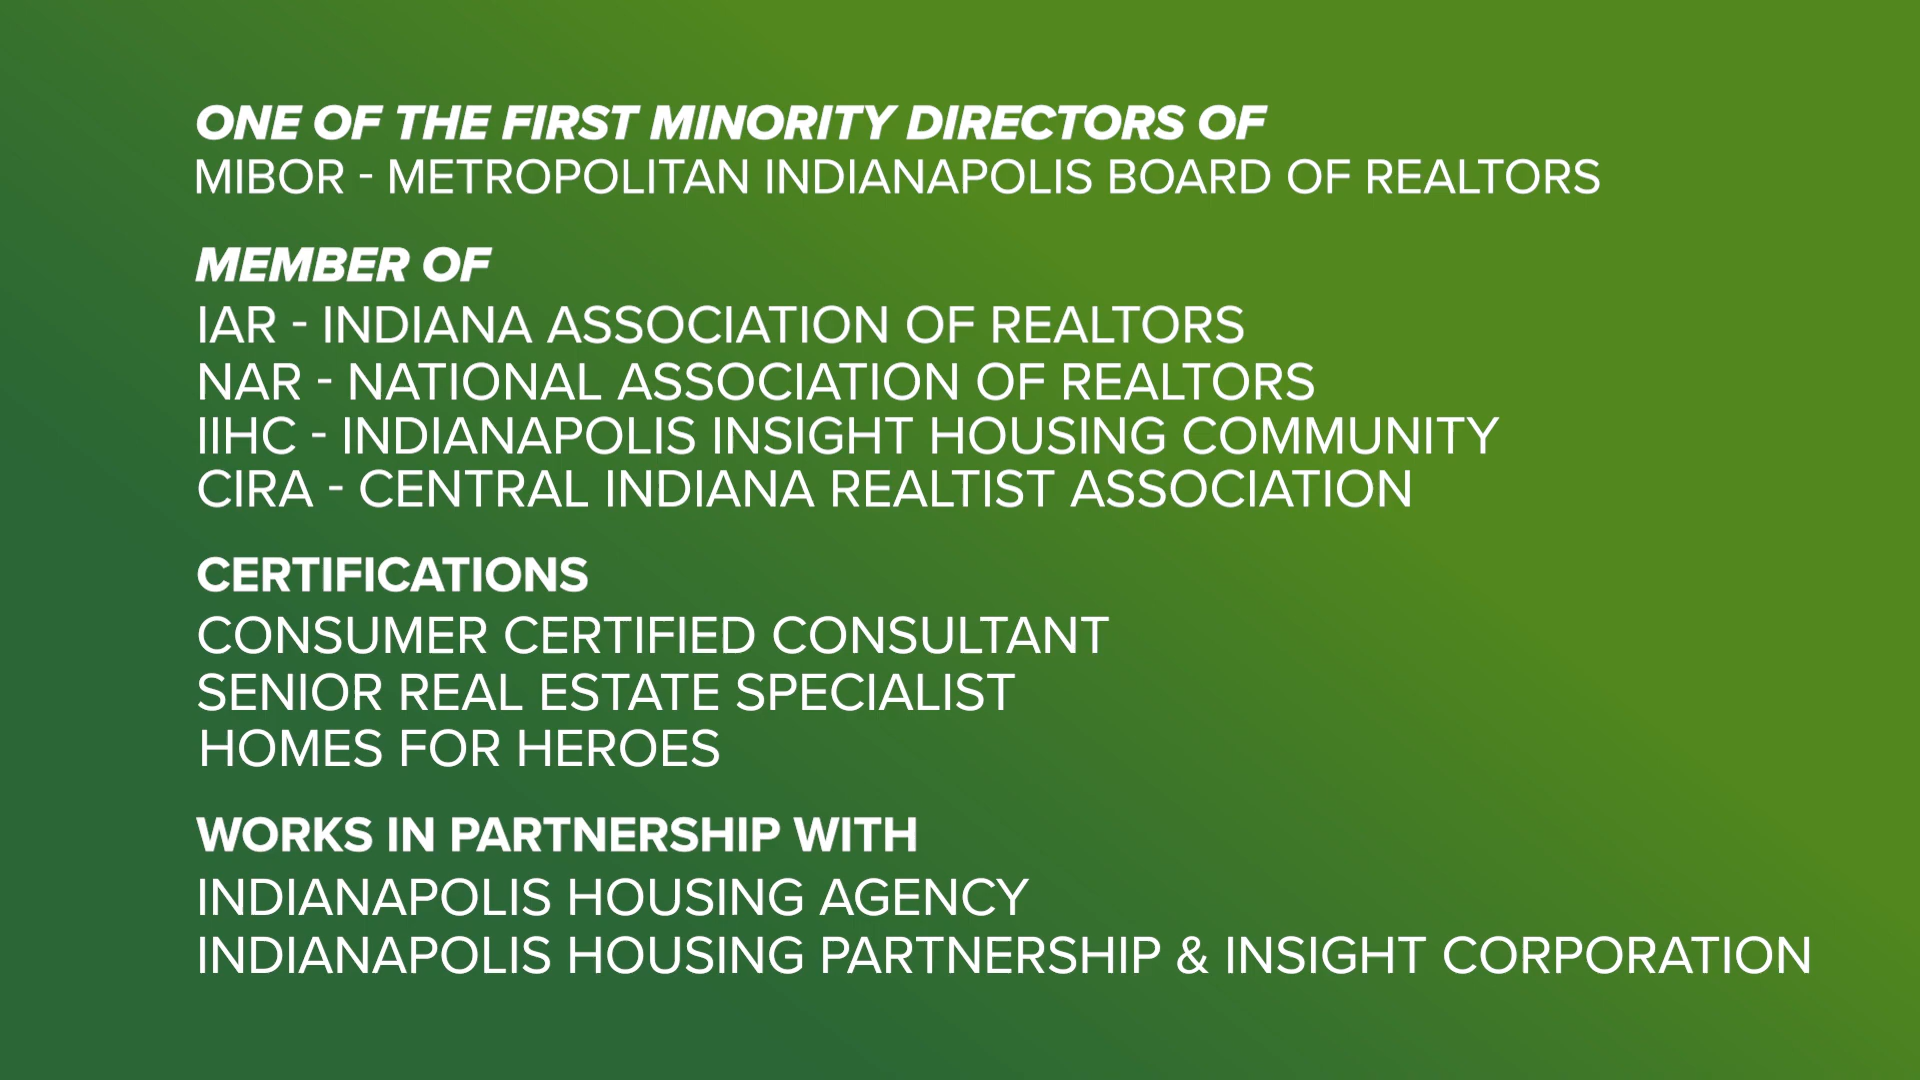 ONE OF THE FIRST MINORITY DIRECTORS OF
MIBOR - METROPOLITAN INDIANAPOLIS BOARD OF REALTORS
MEMBER OF
IAR - INDIANA ASSOCIATION OF REALTORS
NAR - NATIONAL ASSOCIATION OF REALTORS
IIHC - INDIANAPOLIS INSIGHT HOUSING COMMUNITY
CIRA - CENTRAL INDIANA REALTIST ASSOCIATION
CERTIFICATIONS
CONSUMER CERTIFIED CONSULTANT
SENIOR REAL ESTATE SPECIALIST
HOMES FOR HEROES
WORKS IN PARTNERSHIP WITH
INDIANAPOLIS HOUSING AGENCY
INDIANAPOLIS HOUSING PARTNERSHIP & INSIGHT CORPORATION